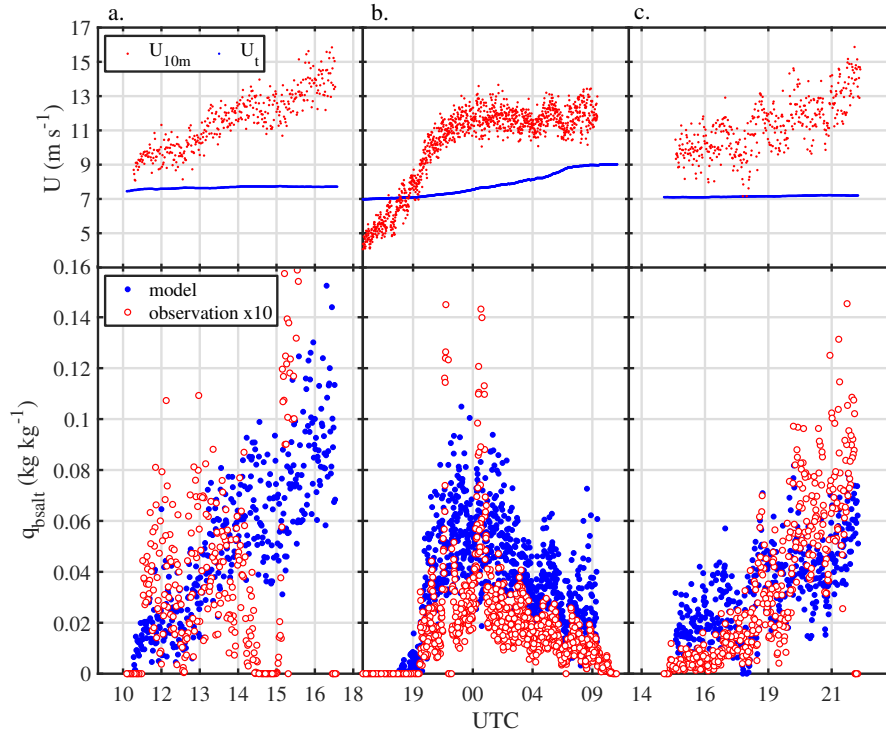 a. b. c.
17
15
13
11
9
7
5
0.16
U (m s-1)
U10m Ut
model
observation x10
0.14
0.12
0.1
0.08
0.06
0.04
0.02
0
qbsalt (kg kg-1)
10 12 13 14 15 16 18 19 00 04 09 14 16 19 21
UTC